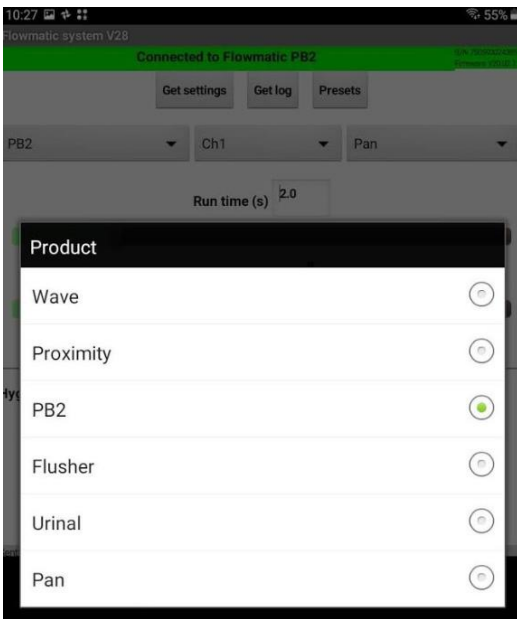 10:27 55%
Flowmatic system V28
Connected to Flowmatic PB2
Get settings Get log Presets
PB2 Ch1 Pan
Run time (s) 2.0
Product
Wave
Proximity
PB2
Flusher
Urinal
Pan